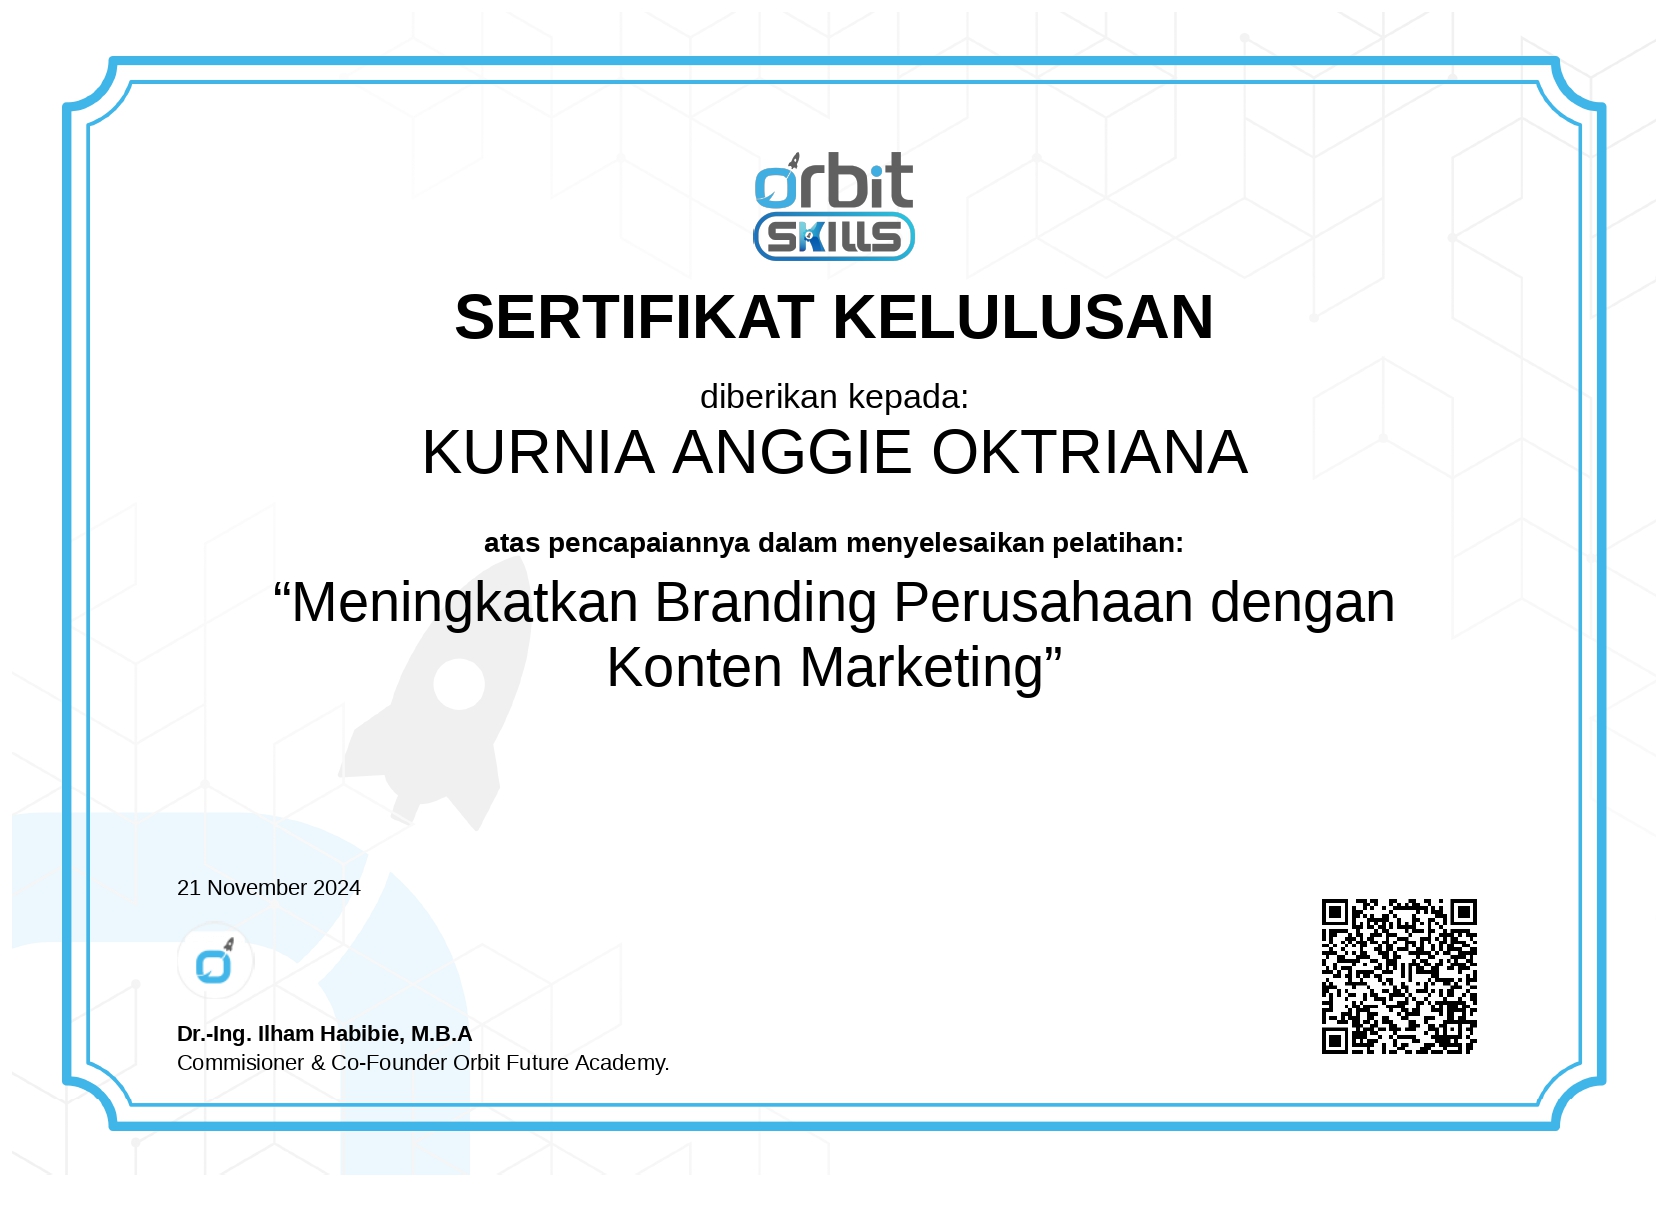 orbit
SKILLS
SERTIFIKAT KELULUSAN
diberikan kepada:
KURNIA ANGGIE OKTRIANA
atas pencapaiannya dalam menyelesaikan pelatihan:
“Meningkatkan Branding Perusahaan dengan
Konten Marketing”
21 November 2024
Dr.-Ing. Ilham Habibie, M.B.A
Commisioner & Co-Founder Orbit Future Academy.